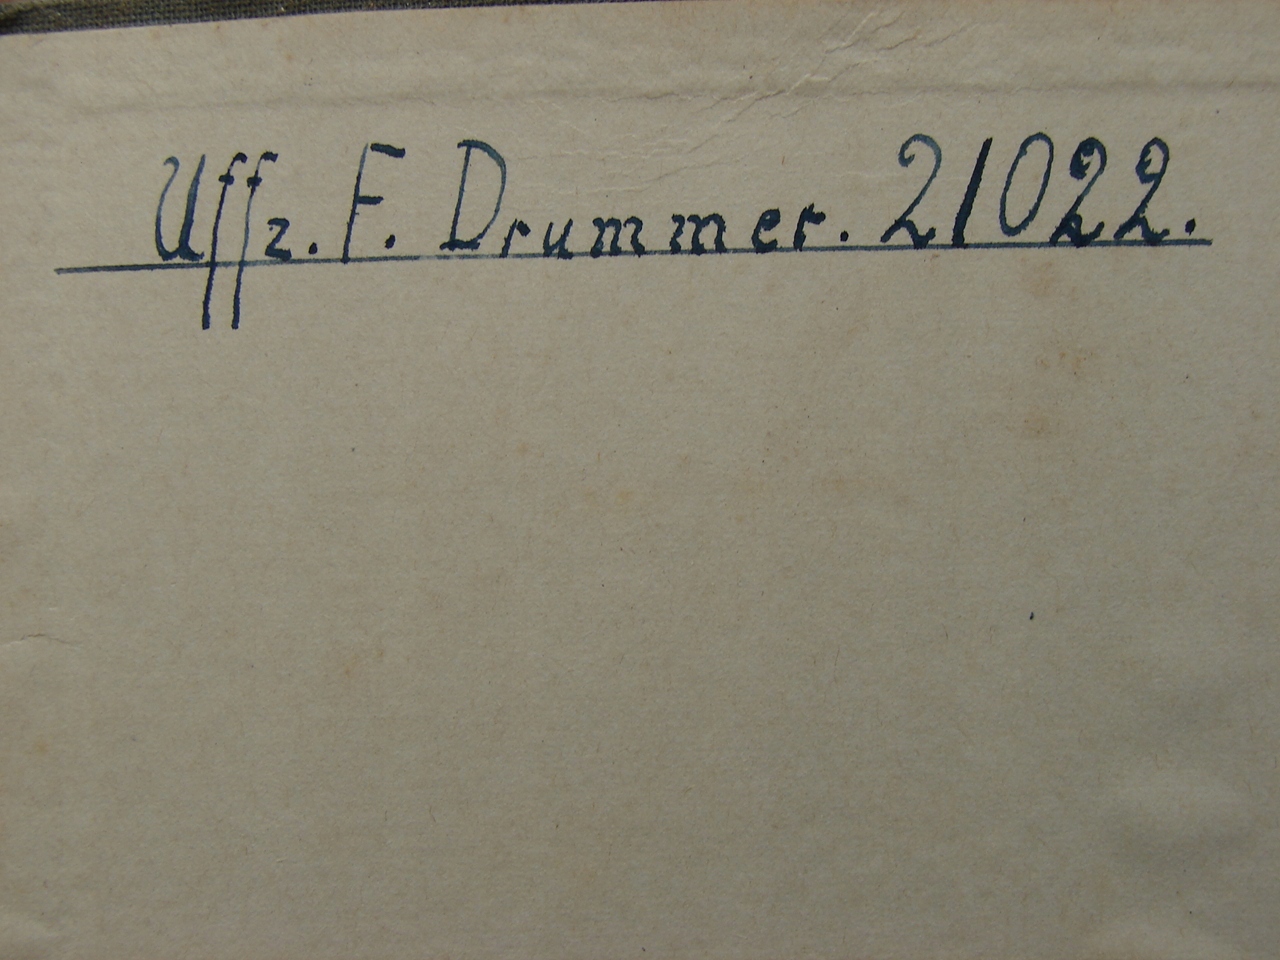 Uffz. F. Drummer. 21022.